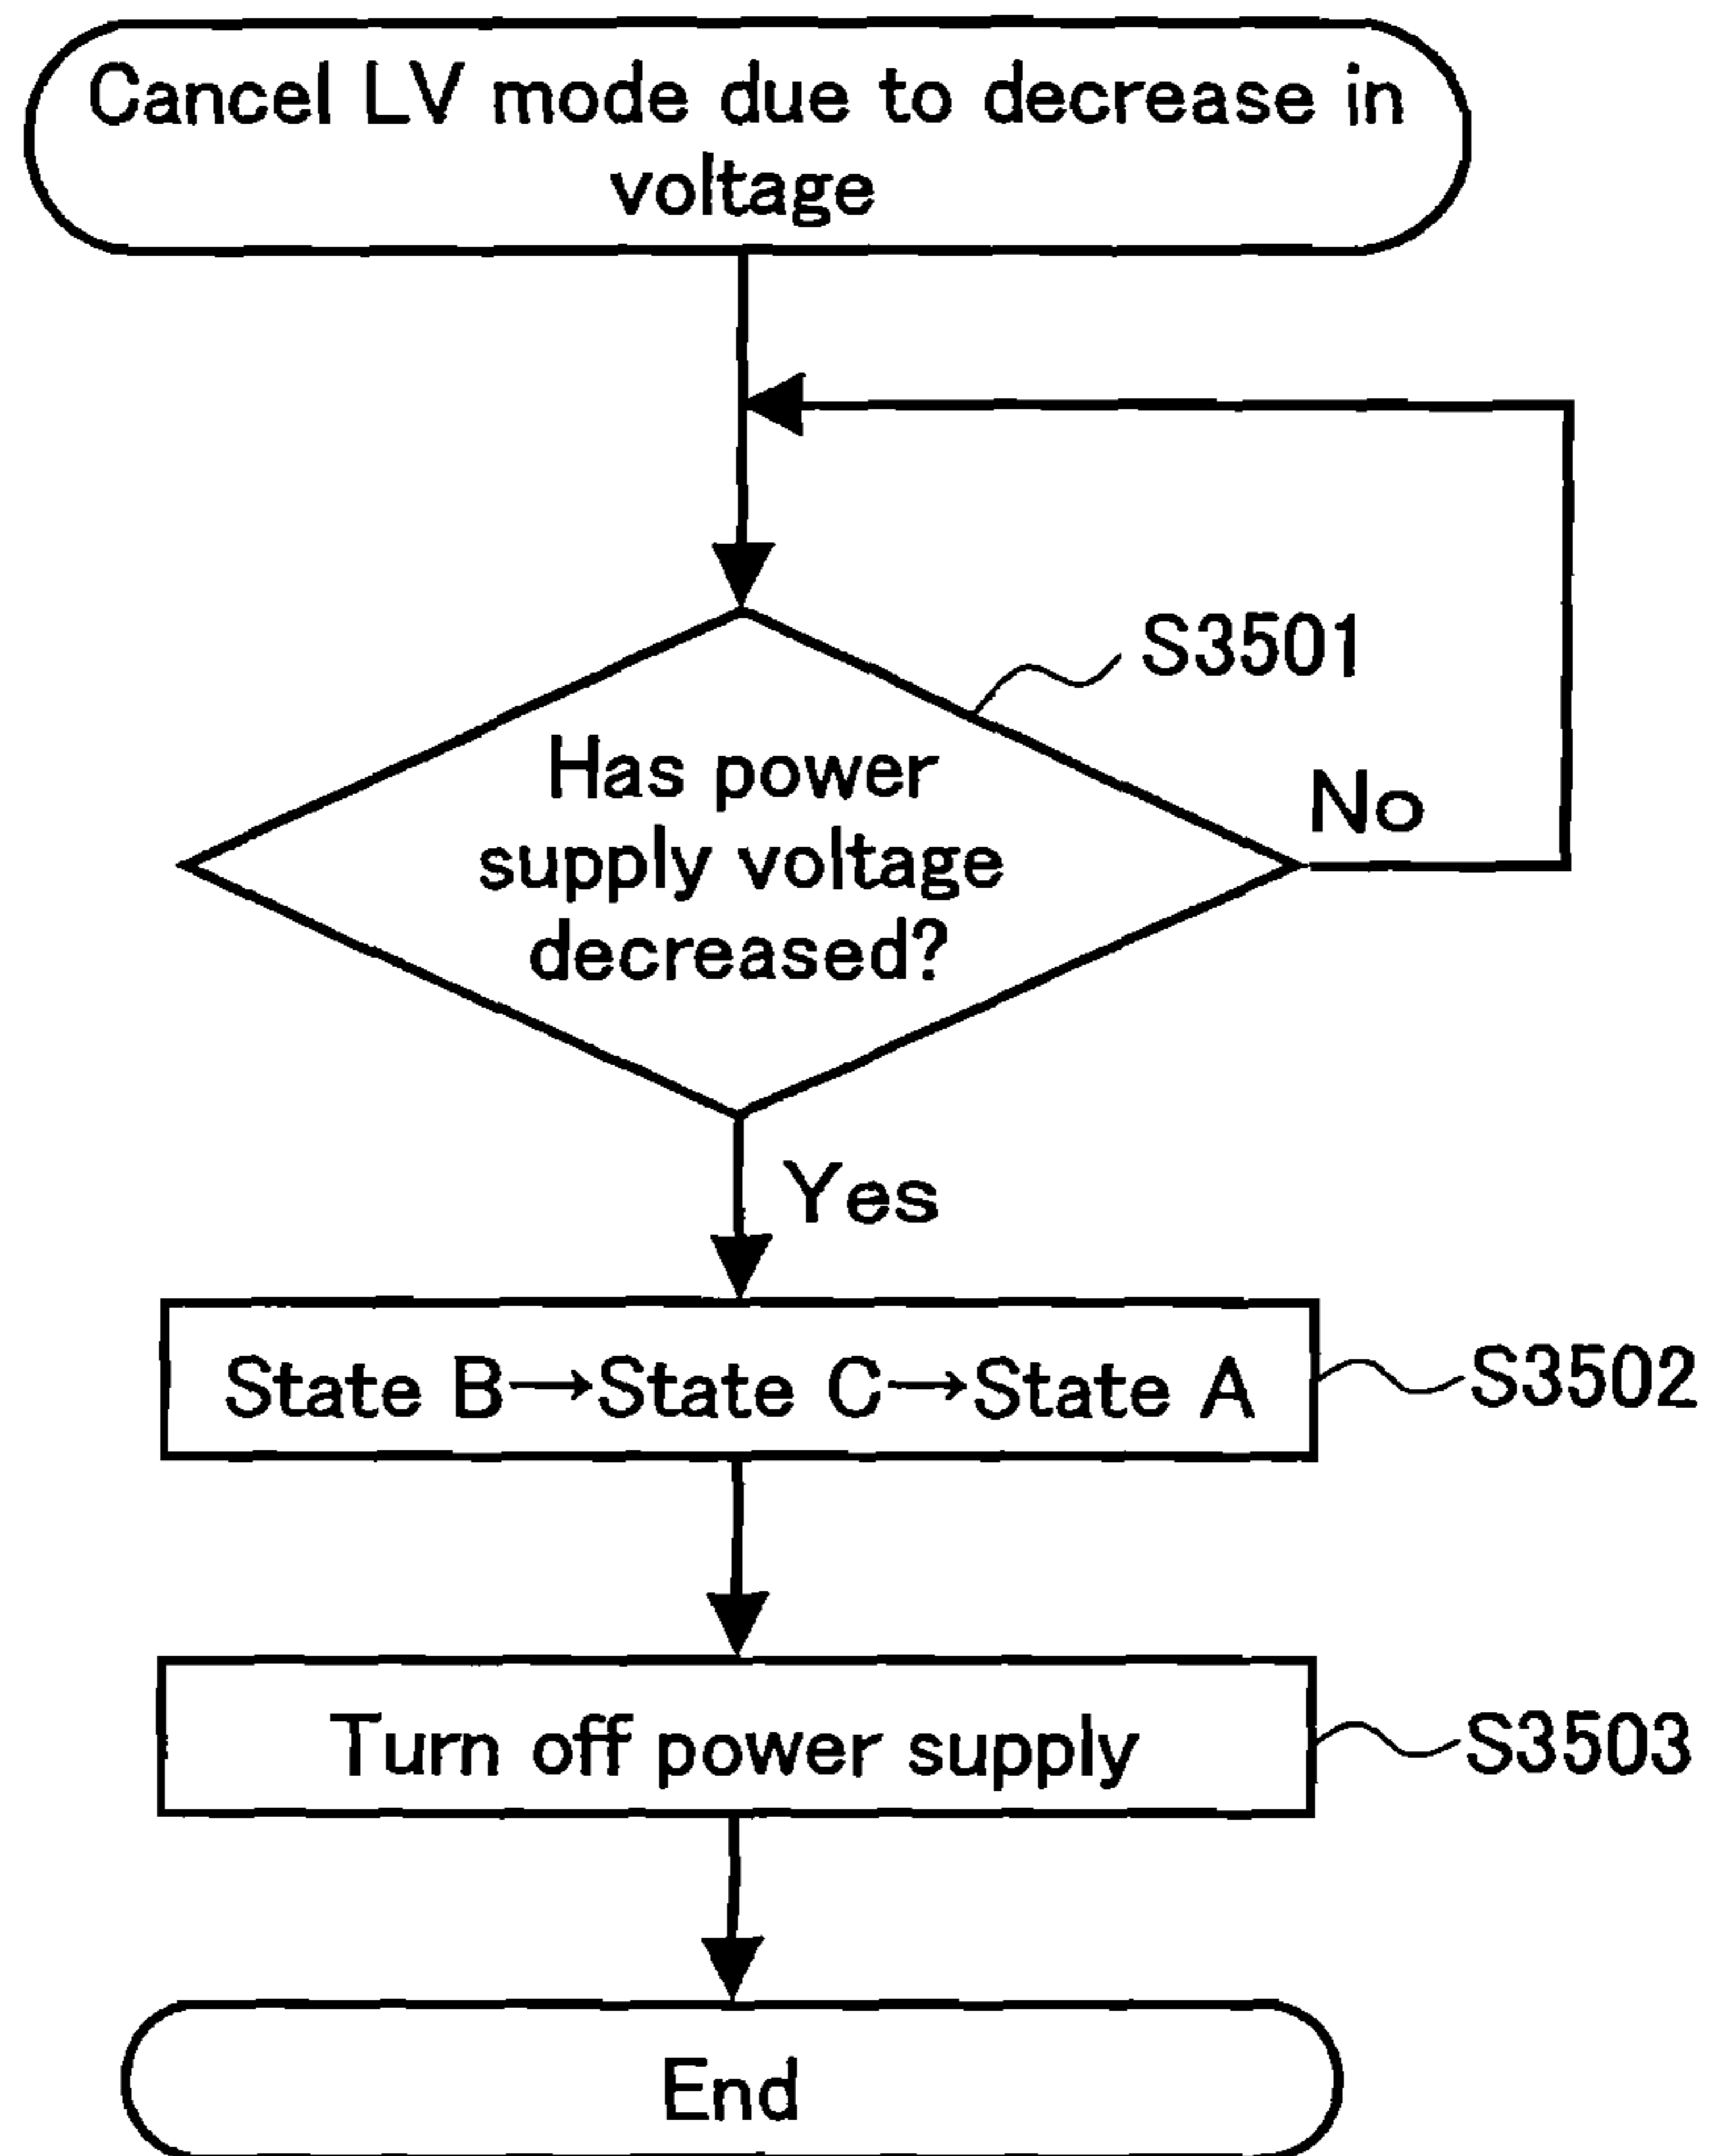 Cancel LV mode due to decrease in
voltage
S3501
Has power
supply voltage
decreased?
No
Yes
State B→State C→State A
S3502
Turn off power supply
S3503
End